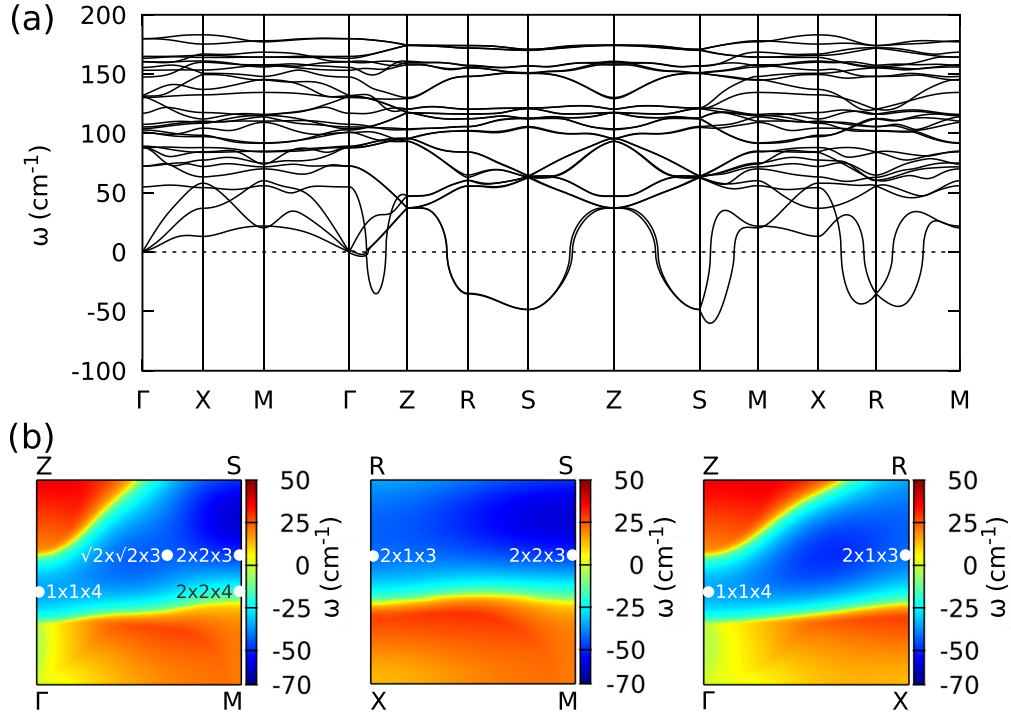 (a)
200
150
100
50
0
-50
-100
ω (cm⁻¹)
Γ X M Γ Z R S Z S M X R M
(b)
Z S 50
25
0
-25
-50
-70
ω (cm⁻¹)
√2x√2x3 2x2x3
1x1x4 2x2x4
Γ M
R S 50
25
0
-25
-50
-70
ω (cm⁻¹)
2x1x3 2x2x3
X M
Z R 50
25
0
-25
-50
-70
ω (cm⁻¹)
2x1x3
1x1x4
Γ X